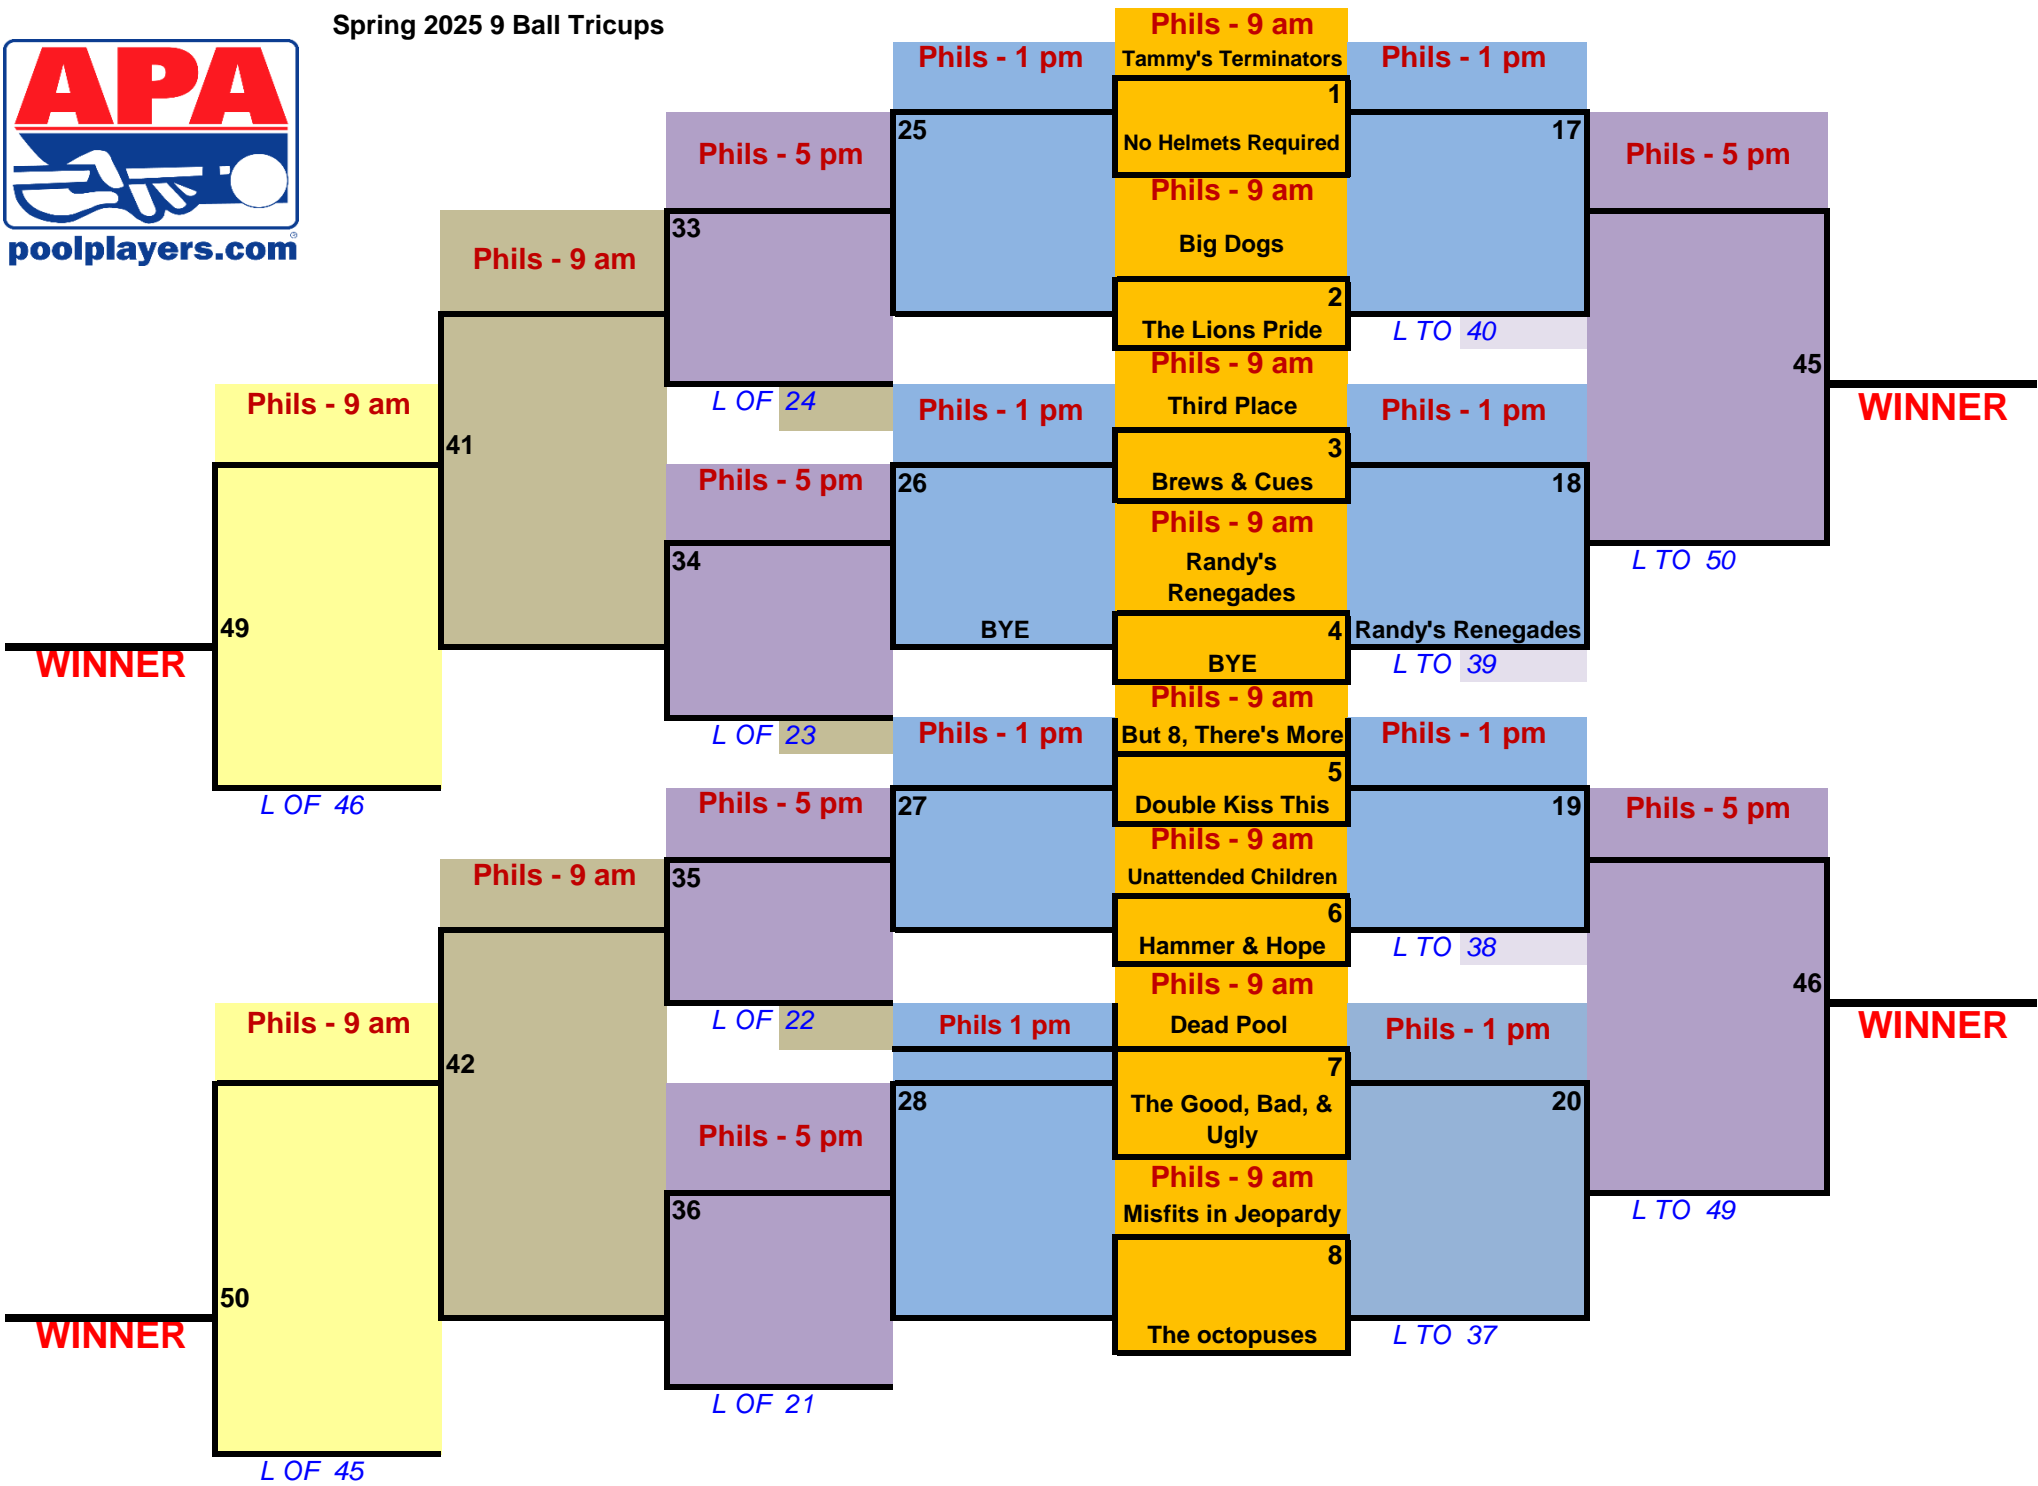 Spring 2025 9 Ball Tricups
APA
poolplayers.com
Phils - 9 am
Tammy's Terminators
1
No Helmets Required
Phils - 9 am
Big Dogs
2
The Lions Pride
Phils - 9 am
Third Place
3
Brews & Cues
Phils - 9 am
Randy's
Renegades
4
BYE
Phils - 9 am
But 8, There's More
5
Double Kiss This
Phils - 9 am
Unattended Children
6
Hammer & Hope
Phils - 9 am
Dead Pool
7
The Good, Bad, &
Ugly
Phils - 9 am
Misfits in Jeopardy
8
The octopuses
Phils - 1 pm
17
L TO 40
Phils - 1 pm
18
Randy's Renegades
L TO 39
Phils - 1 pm
19
L TO 38
Phils - 1 pm
20
L TO 37
Phils - 5 pm
45
L TO 50
WINNER
Phils - 5 pm
46
L TO 49
WINNER
Phils - 1 pm
25
Phils - 1 pm
26
BYE
Phils - 1 pm
27
Phils 1 pm
28
Phils - 5 pm
33
L OF 24
Phils - 5 pm
34
L OF 23
Phils - 5 pm
35
L OF 22
Phils - 5 pm
36
L OF 21
Phils - 9 am
41
Phils - 9 am
42
Phils - 9 am
49
L OF 46
WINNER
Phils - 9 am
50
L OF 45
WINNER